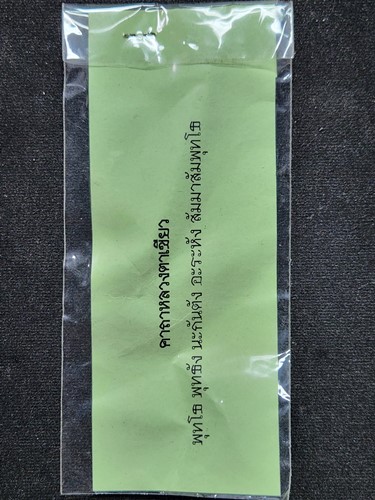 คาถาหลวงตาเขียว
พุทโธ พุทธัง นะกันตัง อะระหัง สัมมาสัมพุทโธ